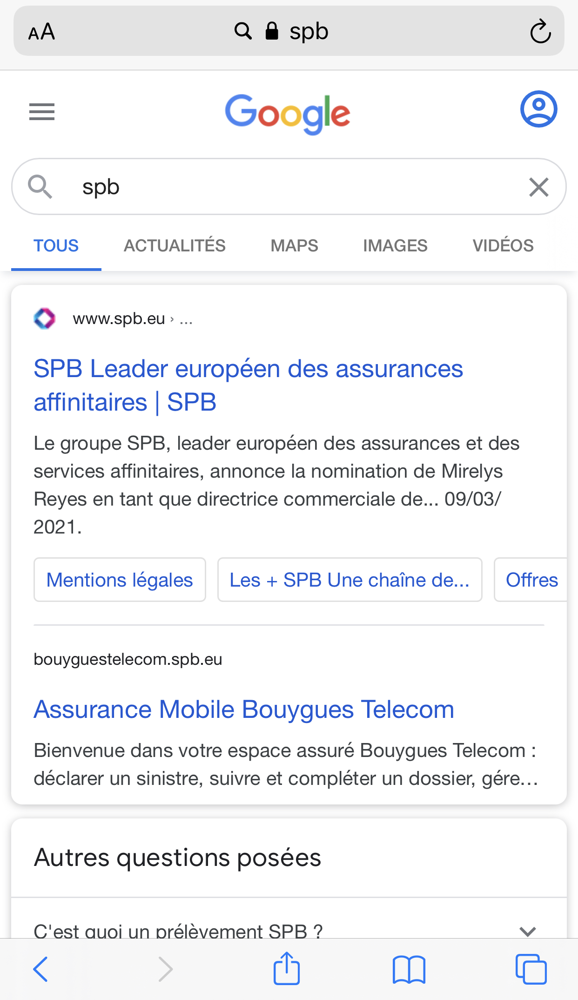 AA spb
Google
spb
TOUS ACTUALITÉS MAPS IMAGES VIDÉOS
www.spb.eu › ...
SPB Leader européen des assurances
affinitaires | SPB
Le groupe SPB, leader européen des assurances et des
services affinitaires, annonce la nomination de Mirelys
Reyes en tant que directrice commerciale de... 09/03/
2021.
Mentions légales Les + SPB Une chaîne de... Offres
bouyguestelecom.spb.eu
Assurance Mobile Bouygues Telecom
Bienvenue dans votre espace assuré Bouygues Telecom :
déclarer un sinistre, suivre et compléter un dossier, gére...
Autres questions posées
C'est quoi un prélèvement SPB ?